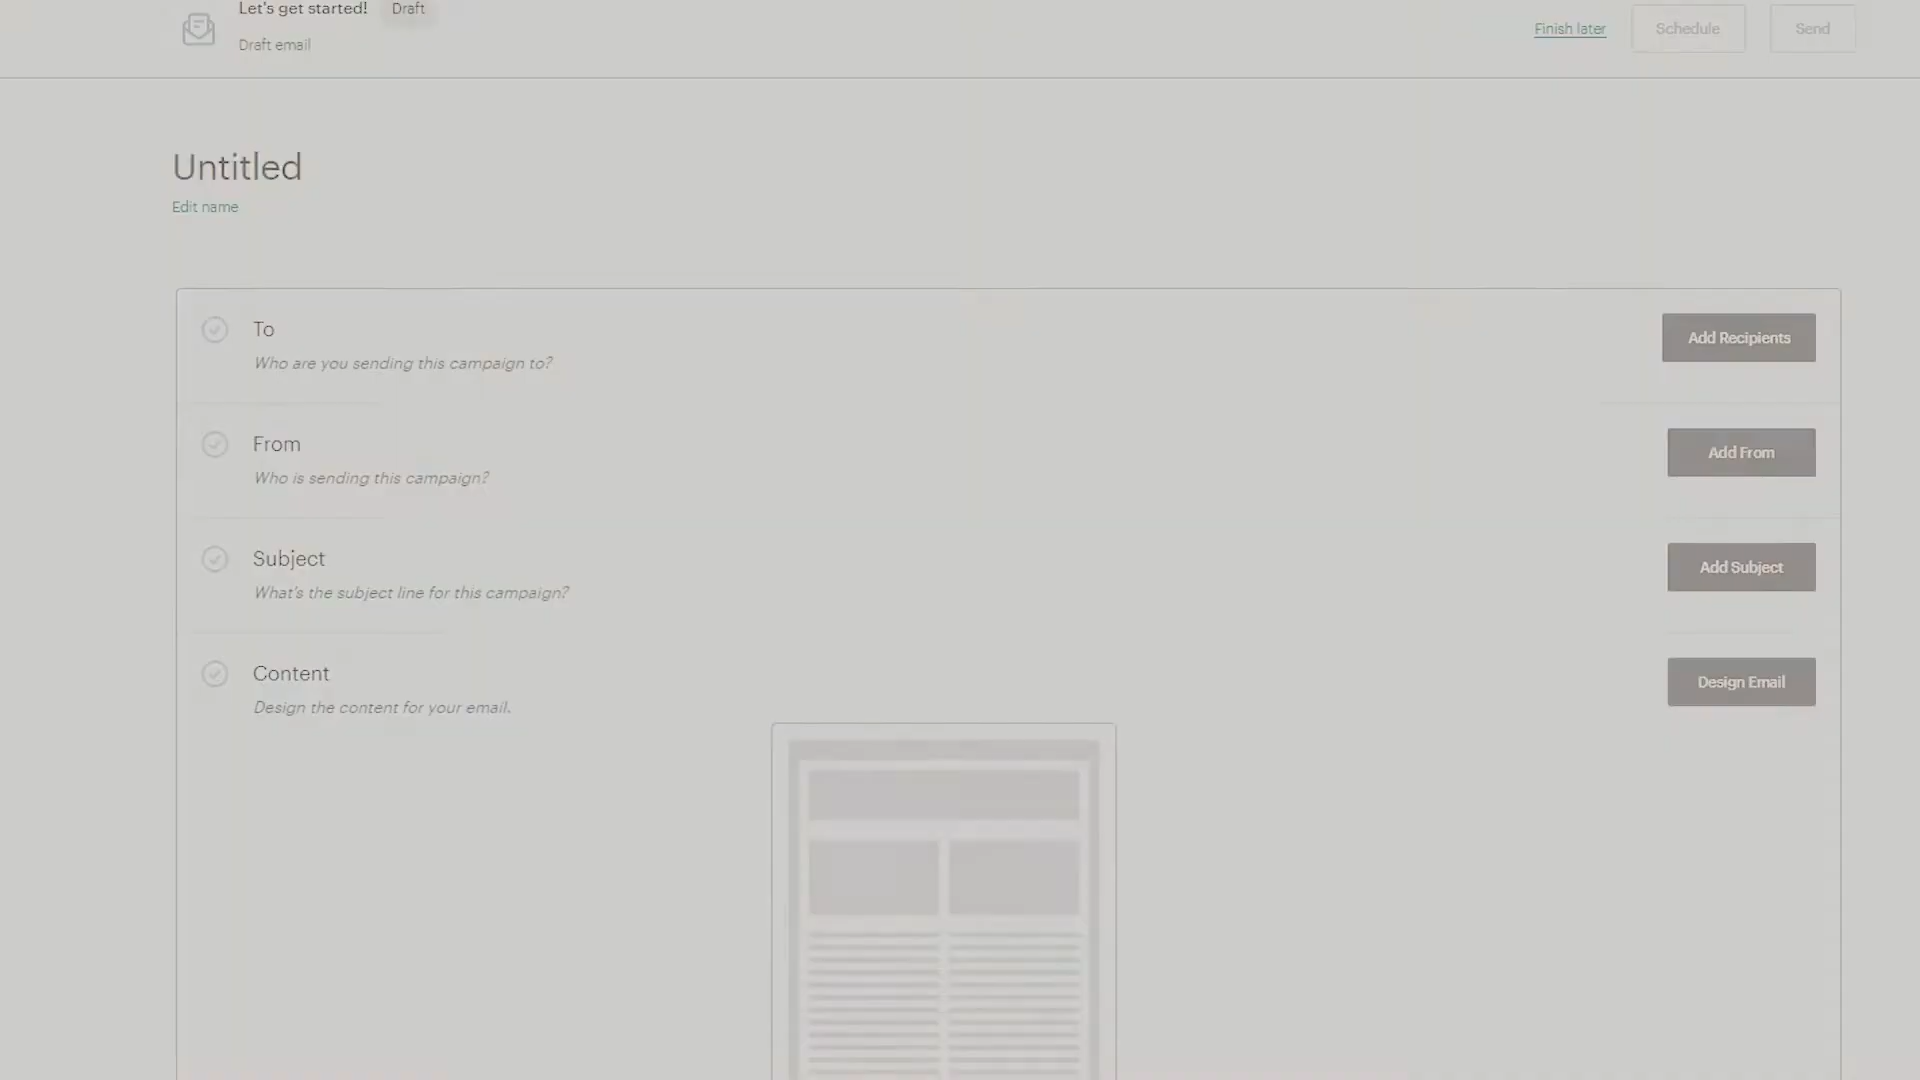 Let's get started! Draft
Draft email
Finish later Schedule Send
Untitled
Edit name
To
Who are you sending this campaign to?
Add Recipients
From
Who is sending this campaign?
Add From
Subject
What's the subject line for this campaign?
Add Subject
Content
Design the content for your email.
Design Email